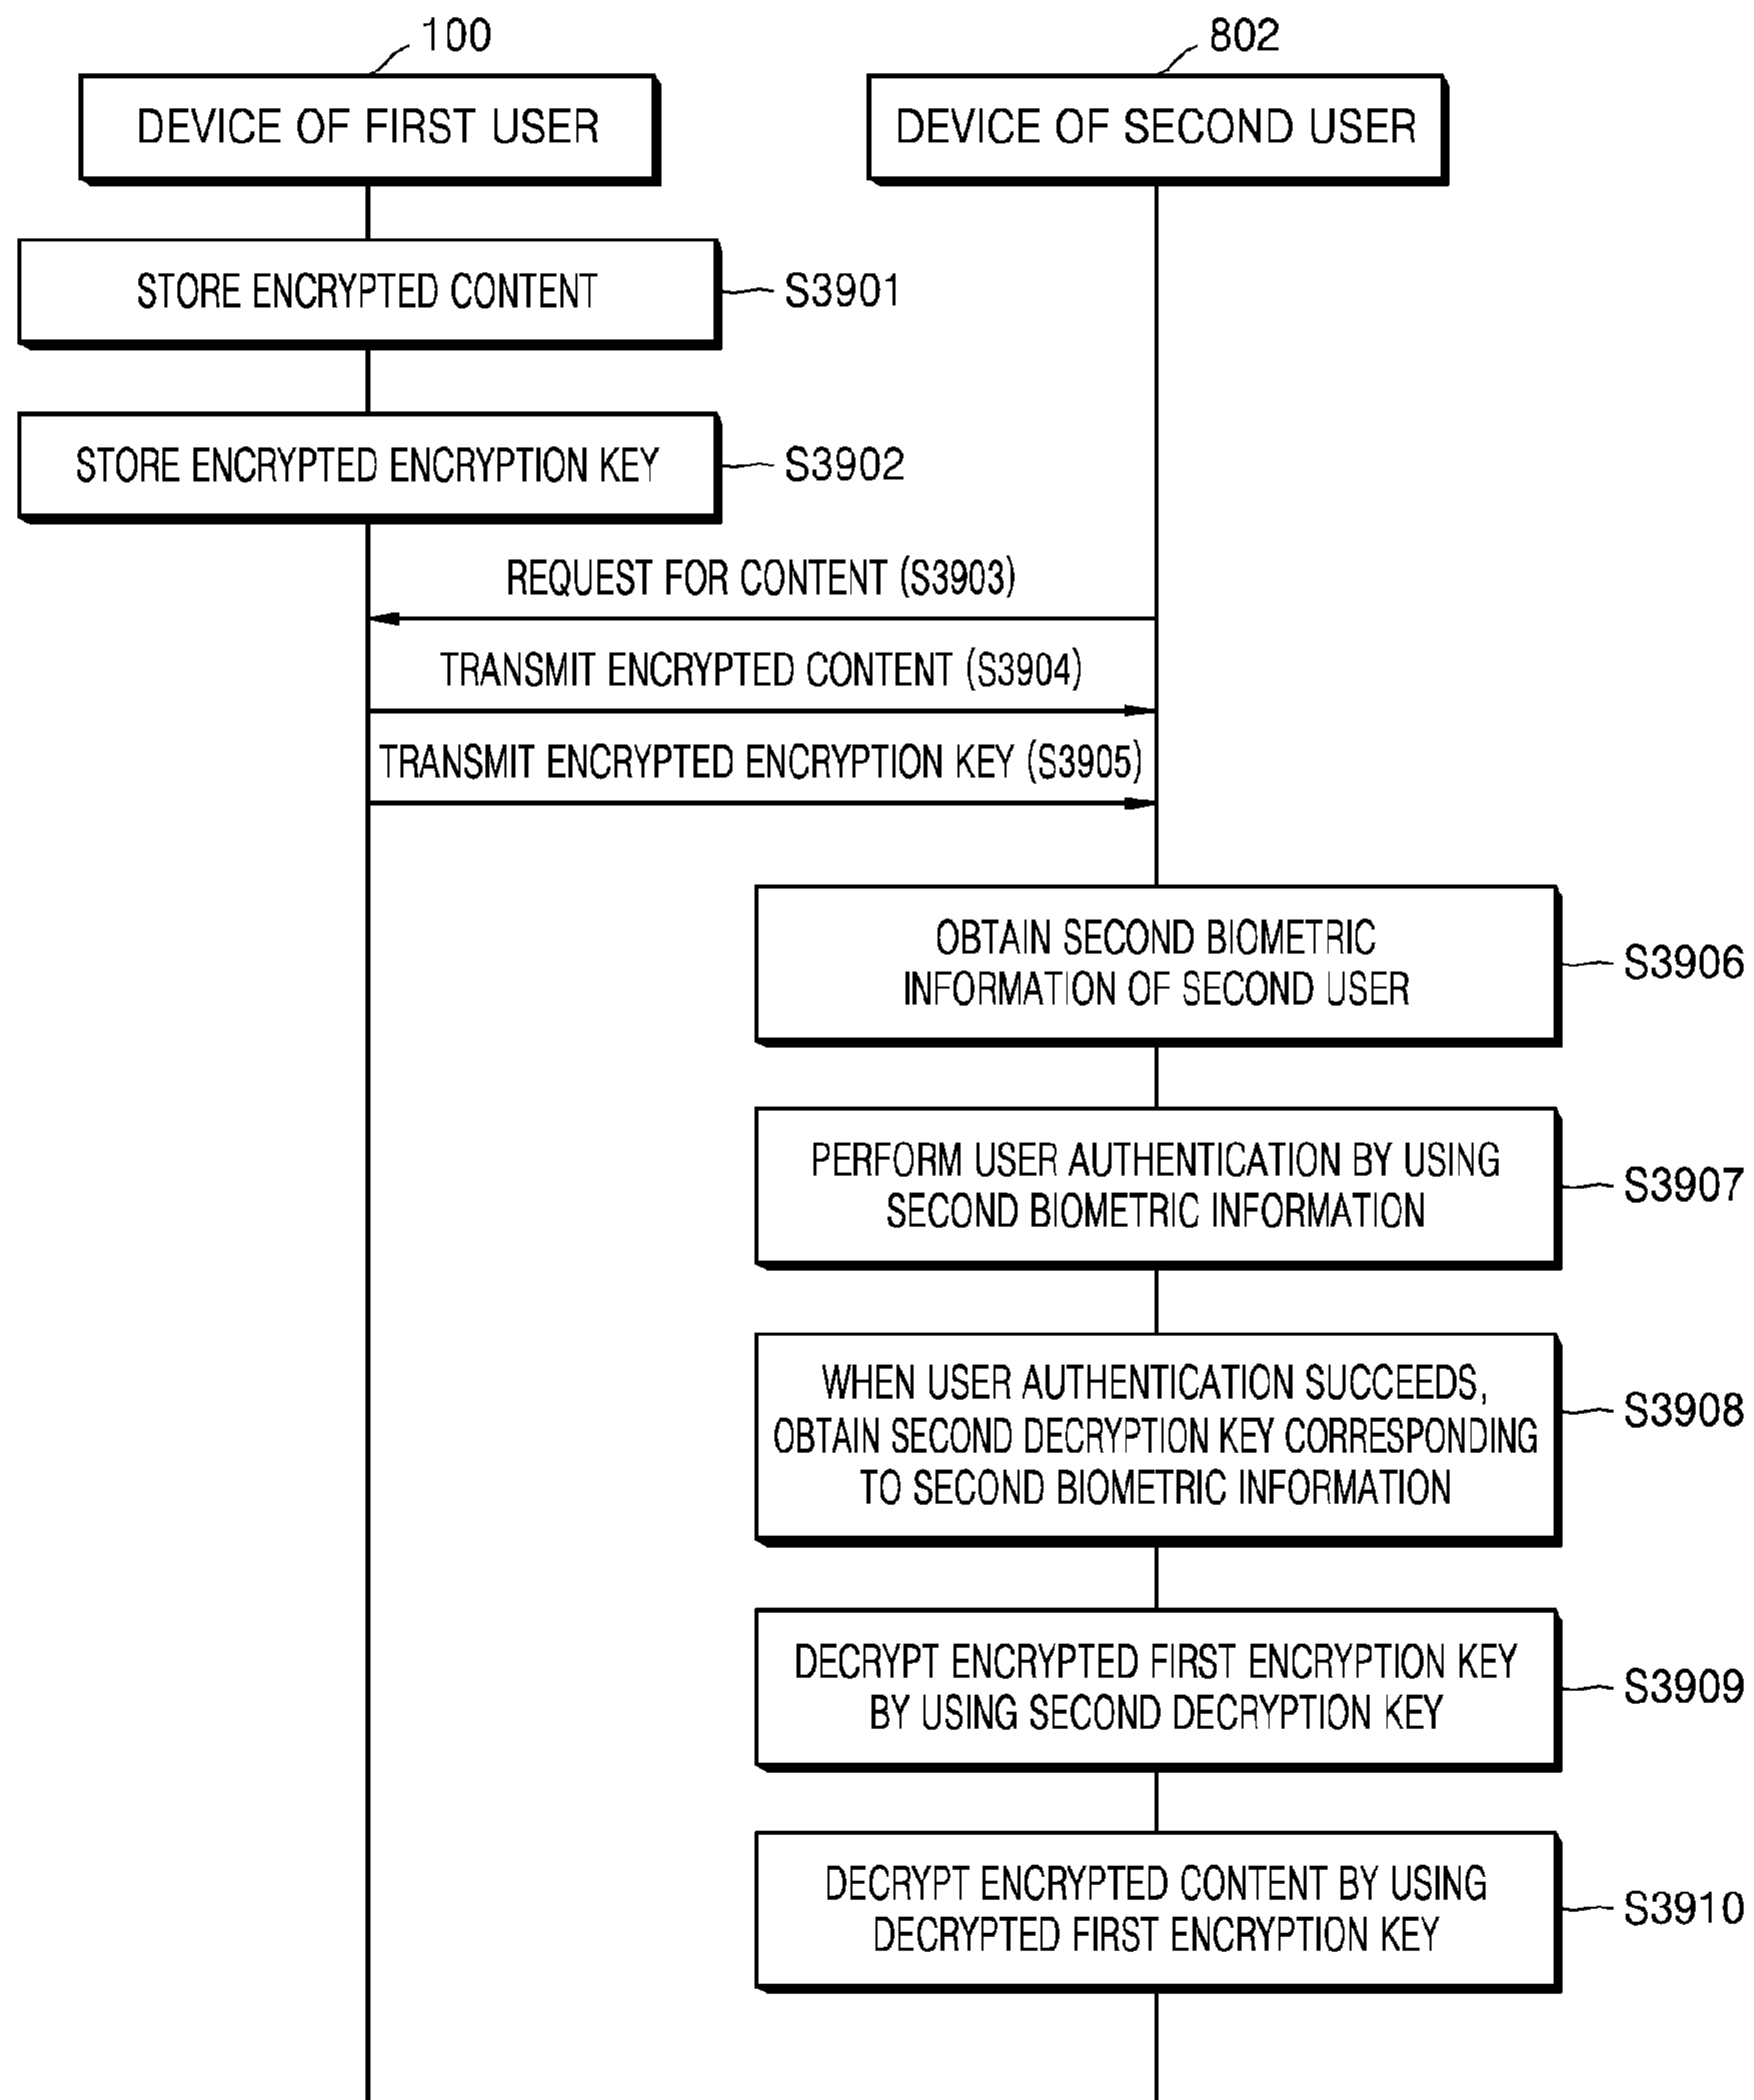 100
802
DEVICE OF FIRST USER
DEVICE OF SECOND USER
STORE ENCRYPTED CONTENT
S3901
STORE ENCRYPTED ENCRYPTION KEY
S3902
REQUEST FOR CONTENT (S3903)
TRANSMIT ENCRYPTED CONTENT (S3904)
TRANSMIT ENCRYPTED ENCRYPTION KEY (S3905)
OBTAIN SECOND BIOMETRIC
INFORMATION OF SECOND USER
S3906
PERFORM USER AUTHENTICATION BY USING
SECOND BIOMETRIC INFORMATION
S3907
WHEN USER AUTHENTICATION SUCCEEDS,
OBTAIN SECOND DECRYPTION KEY CORRESPONDING
TO SECOND BIOMETRIC INFORMATION
S3908
DECRYPT ENCRYPTED FIRST ENCRYPTION KEY
BY USING SECOND DECRYPTION KEY
S3909
DECRYPT ENCRYPTED CONTENT BY USING
DECRYPTED FIRST ENCRYPTION KEY
S3910